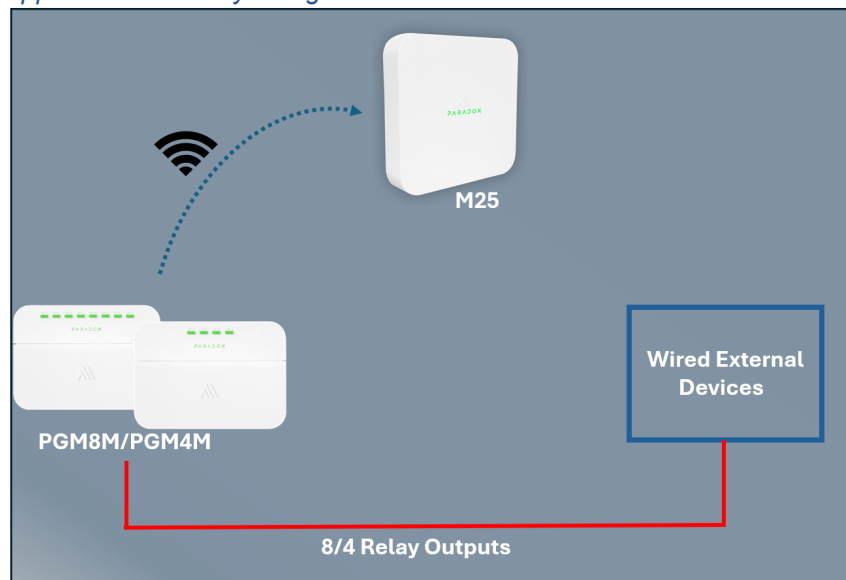 PARADOX
M25
PARADOX
PARADOX
PGM8M/PGM4M
Wired External
Devices
8/4 Relay Outputs